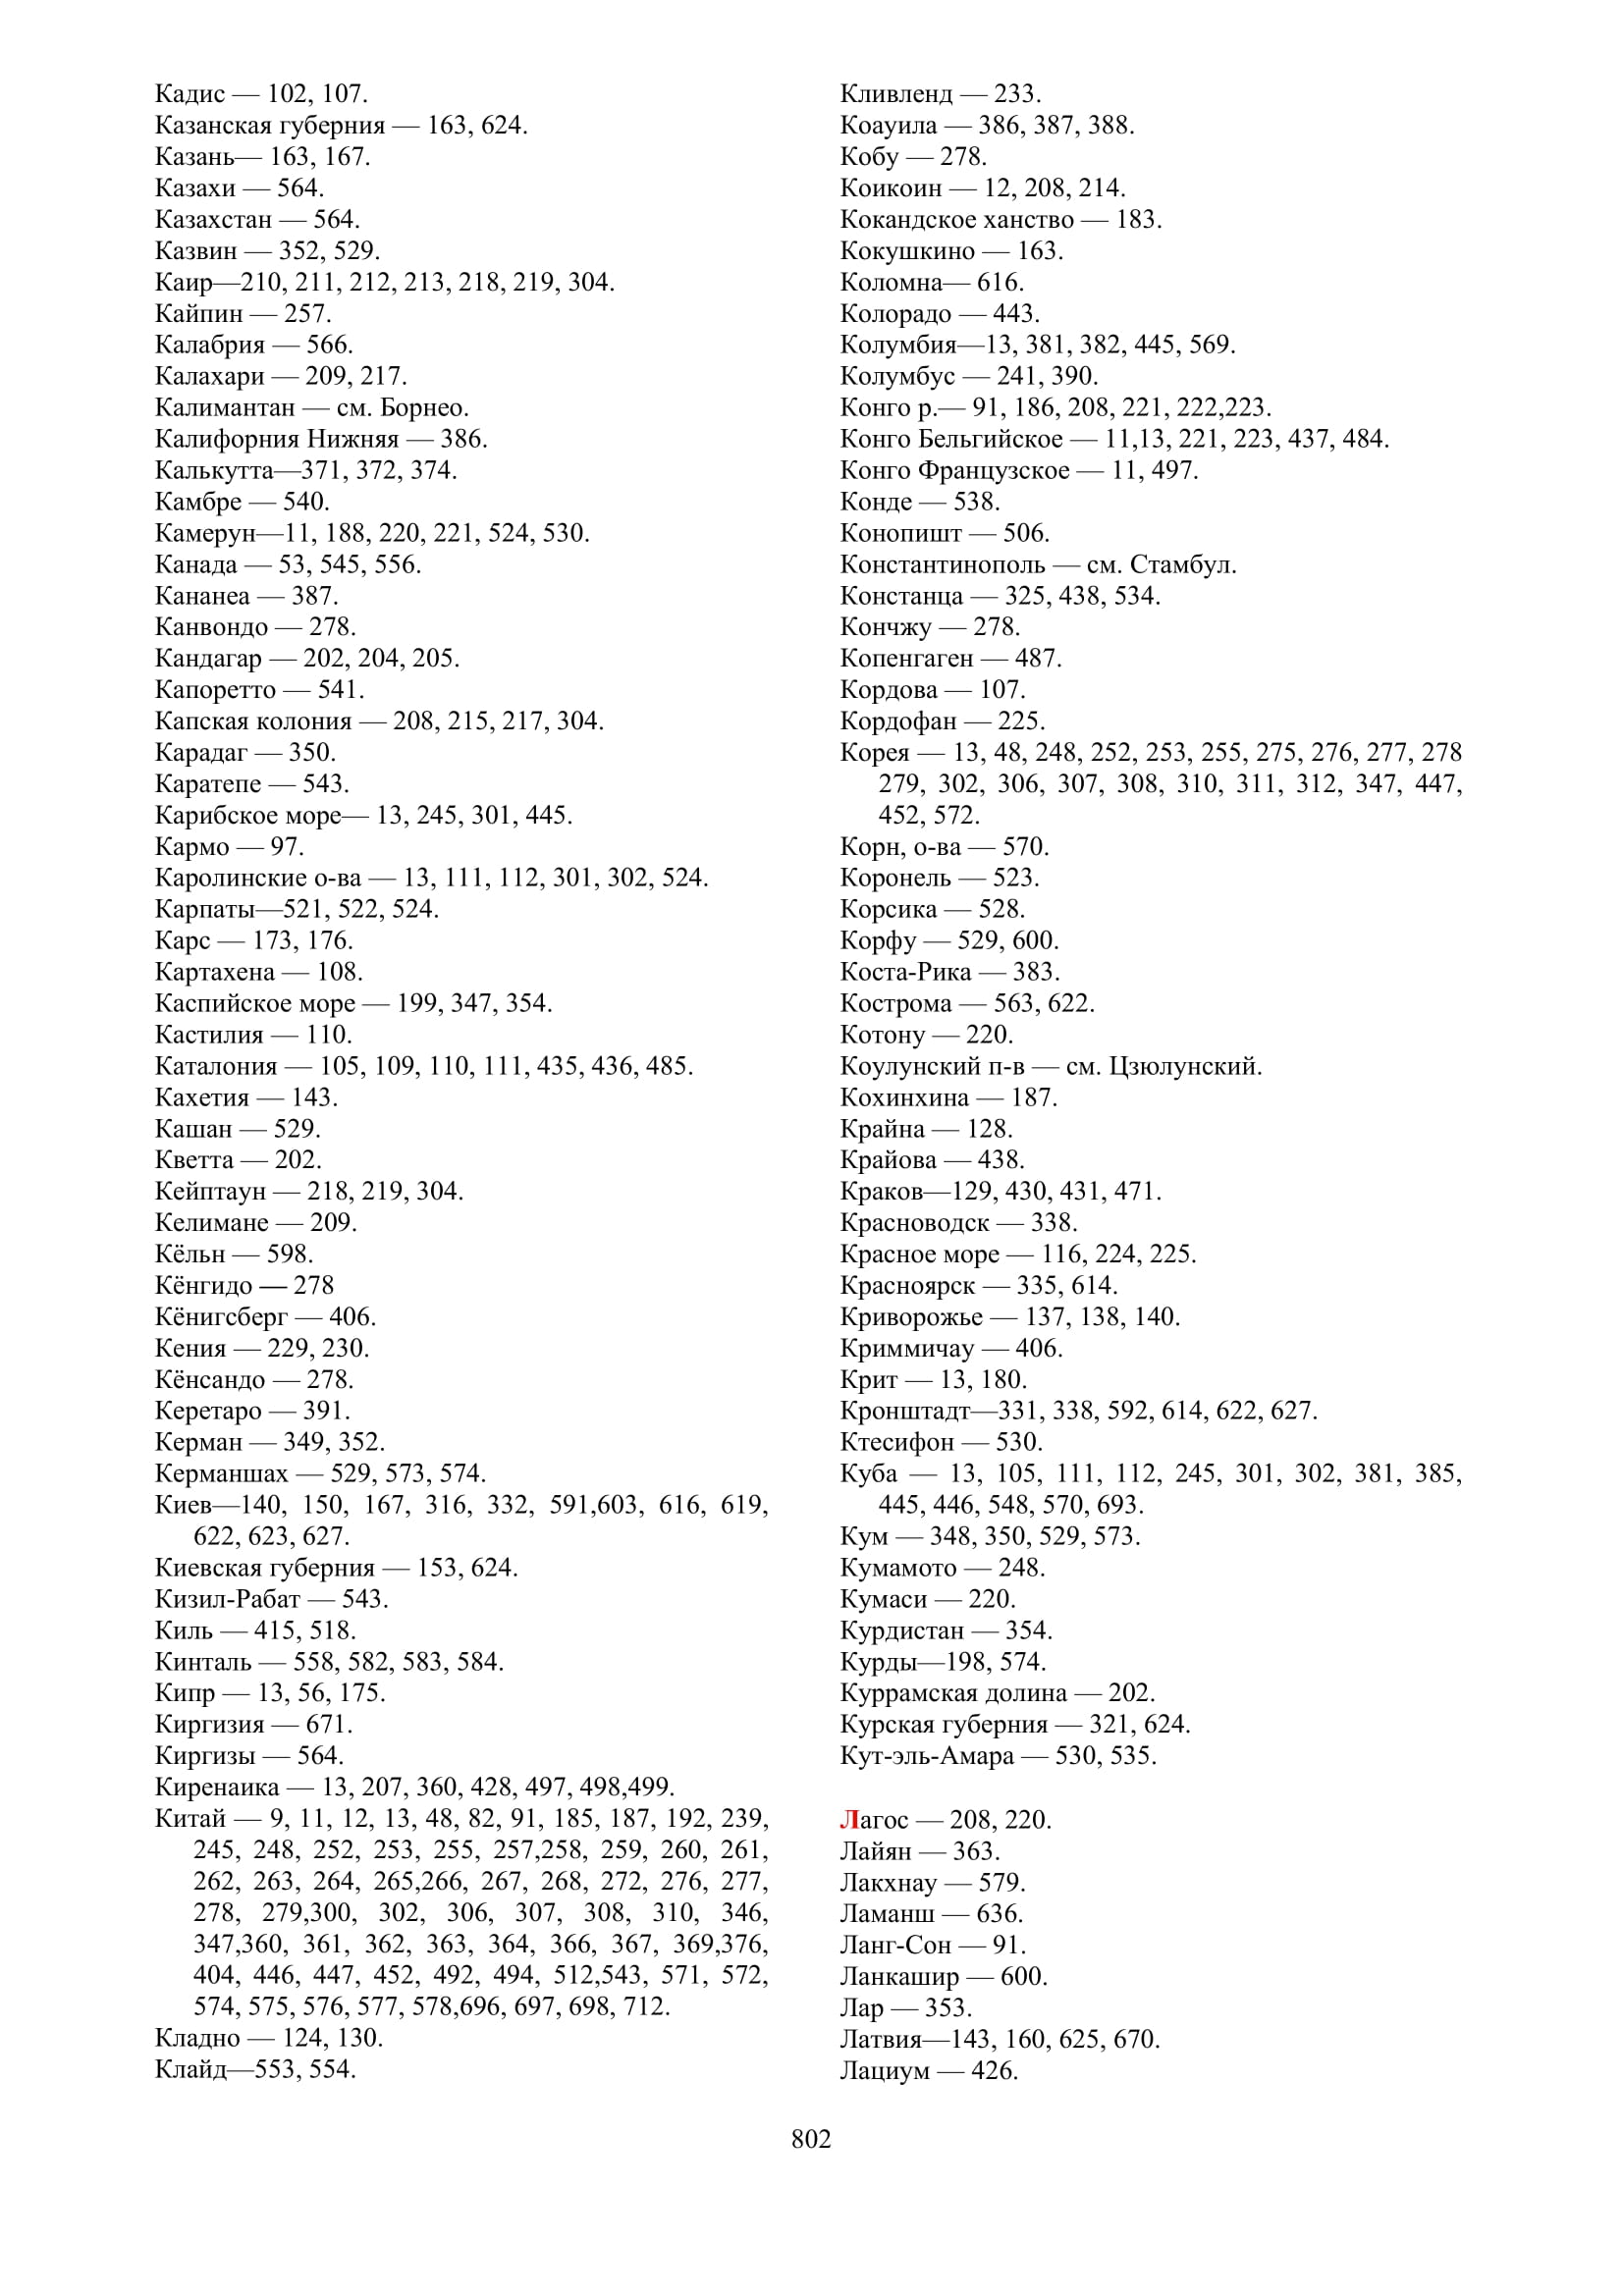 Кадис — 102, 107.
Казанская губерния — 163, 624.
Казань— 163, 167.
Казахи — 564.
Казахстан — 564.
Казвин — 352, 529.
Каир—210, 211, 212, 213, 218, 219, 304.
Кайпин — 257.
Калабрия — 566.
Калахари — 209, 217.
Калимантан — см. Борнео.
Калифорния Нижняя — 386.
Калькутта—371, 372, 374.
Камбре — 540.
Камерун—11, 188, 220, 221, 524, 530.
Канада — 53, 545, 556.
Кананеа — 387.
Канвондо — 278.
Кандагар — 202, 204, 205.
Капоретто — 541.
Капская колония — 208, 215, 217, 304.
Карадаг — 350.
Каратепе — 543.
Карибское море— 13, 245, 301, 445.
Кармо — 97.
Каролинские о-ва — 13, 111, 112, 301, 302, 524.
Карпаты—521, 522, 524.
Карс — 173, 176.
Картахена — 108.
Каспийское море — 199, 347, 354.
Кастилия — 110.
Каталония — 105, 109, 110, 111, 435, 436, 485.
Кахетия — 143.
Кашан — 529.
Кветта — 202.
Кейптаун — 218, 219, 304.
Келимане — 209.
Кёльн — 598.
Кёнгидо — 278
Кёнигсберг — 406.
Кения — 229, 230.
Кёнсандо — 278.
Керетаро — 391.
Керман — 349, 352.
Керманшах — 529, 573, 574.
Киев—140, 150, 167, 316, 332, 591,603, 616, 619,
622, 623, 627.
Киевская губерния — 153, 624.
Кизил-Рабат — 543.
Киль — 415, 518.
Кинталь — 558, 582, 583, 584.
Кипр — 13, 56, 175.
Киргизия — 671.
Киргизы — 564.
Киренаика — 13, 207, 360, 428, 497, 498,499.
Китай — 9, 11, 12, 13, 48, 82, 91, 185, 187, 192, 239,
245, 248, 252, 253, 255, 257,258, 259, 260, 261,
262, 263, 264, 265,266, 267, 268, 272, 276, 277,
278, 279,300, 302, 306, 307, 308, 310, 346,
347,360, 361, 362, 363, 364, 366, 367, 369,376,
404, 446, 447, 452, 492, 494, 512,543, 571, 572,
574, 575, 576, 577, 578,696, 697, 698, 712.
Кладно — 124, 130.
Клайд—553, 554.
Кливленд — 233.
Коауила — 386, 387, 388.
Кобу — 278.
Коикоин — 12, 208, 214.
Кокандское ханство — 183.
Кокушкино — 163.
Коломна— 616.
Колорадо — 443.
Колумбия—13, 381, 382, 445, 569.
Колумбус — 241, 390.
Конго р.— 91, 186, 208, 221, 222,223.
Конго Бельгийское — 11,13, 221, 223, 437, 484.
Конго Французское — 11, 497.
Конде — 538.
Конопишт — 506.
Константинополь — см. Стамбул.
Констанца — 325, 438, 534.
Кончжу — 278.
Копенгаген — 487.
Кордова — 107.
Кордофан — 225.
Корея — 13, 48, 248, 252, 253, 255, 275, 276, 277, 278
279, 302, 306, 307, 308, 310, 311, 312, 347, 447,
452, 572.
Корн, о-ва — 570.
Коронель — 523.
Корсика — 528.
Корфу — 529, 600.
Коста-Рика — 383.
Кострома — 563, 622.
Котону — 220.
Коулунский п-в — см. Цзюлунский.
Кохинхина — 187.
Крайна — 128.
Крайова — 438.
Краков—129, 430, 431, 471.
Красноводск — 338.
Красное море — 116, 224, 225.
Красноярск — 335, 614.
Криворожье — 137, 138, 140.
Криммичау — 406.
Крит — 13, 180.
Кронштадт—331, 338, 592, 614, 622, 627.
Ктесифон — 530.
Куба — 13, 105, 111, 112, 245, 301, 302, 381, 385,
445, 446, 548, 570, 693.
Кум — 348, 350, 529, 573.
Кумамото — 248.
Кумаси — 220.
Курдистан — 354.
Курды—198, 574.
Куррамская долина — 202.
Курская губерния — 321, 624.
Кут-эль-Амара — 530, 535.
Лагос — 208, 220.
Лайян — 363.
Лакхнау — 579.
Ламанш — 636.
Ланг-Сон — 91.
Ланкашир — 600.
Лар — 353.
Латвия—143, 160, 625, 670.
Лациум — 426.
802